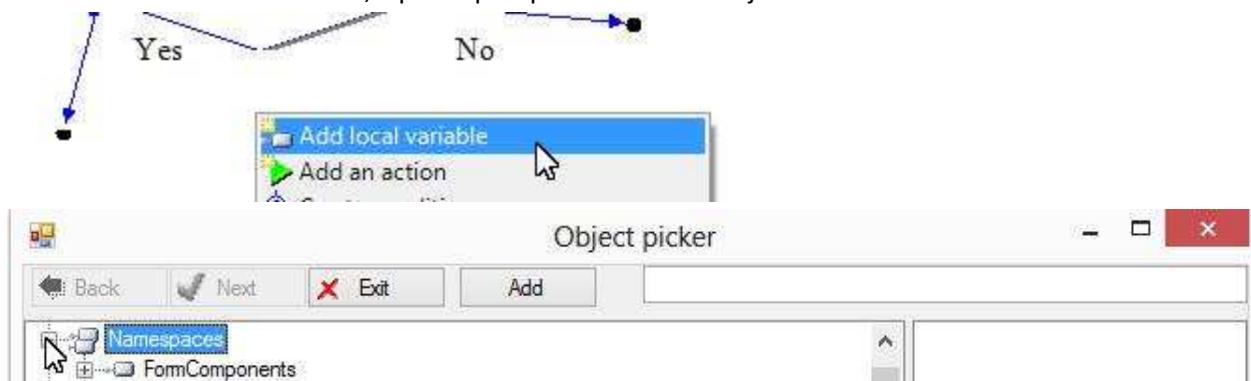 Yes
No
Add local variable
Add an action
Object picker
Back Next Exit Add
Namespaces
FormComponents